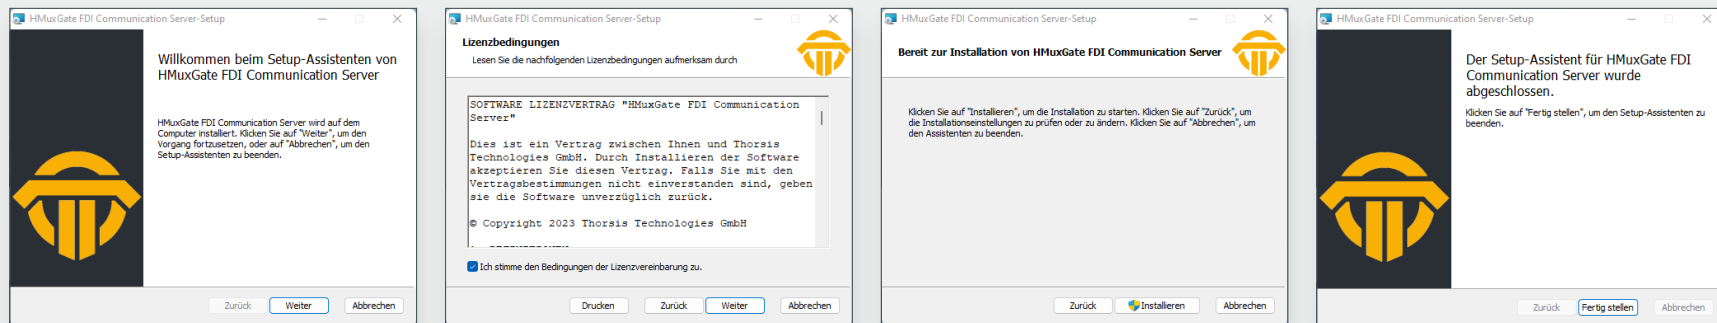 HMuxGate FDI Communication Server-Setup
Willkommen beim Setup-Assistenten von
HMuxGate FDI Communication Server
HMuxGate FDI Communication Server wird auf dem
Computer installiert. Klicken Sie auf "Weiter", um den
Vorgang fortzusetzen, oder auf "Abbrechen", um den
Setup-Assistenten zu beenden.
Zurück Weiter Abbrechen
HMuxGate FDI Communication Server-Setup
Lizenzbedingungen
Lesen Sie die nachfolgenden Lizenzbedingungen aufmerksam durch
SOFTWARE LIZENZVERTRAG "HMuxGate FDI Communication
Server"
Dies ist ein Vertrag zwischen Ihnen und Thorsis
Technologies GmbH. Durch Installieren der Software
akzeptieren Sie diesen Vertrag. Falls Sie mit den
Vertragsbestimmungen nicht einverstanden sind, geben
sie die Software unverzüglich zurück.
© Copyright 2023 Thorsis Technologies GmbH
Ich stimme den Bedingungen der Lizenzvereinbarung zu.
Drucken Zurück Weiter Abbrechen
HMuxGate FDI Communication Server-Setup
Bereit zur Installation von HMuxGate FDI Communication Server
Klicken Sie auf "Installieren", um die Installation zu starten. Klicken Sie auf "Zurück", um
die Installationseinstellungen zu prüfen oder zu ändern. Klicken Sie auf "Abbrechen", um
den Assistenten zu beenden.
Zurück Installieren Abbrechen
HMuxGate FDI Communication Server-Setup
Der Setup-Assistent für HMuxGate FDI
Communication Server wurde
abgeschlossen.
Klicken Sie auf "Fertig stellen", um den Setup-Assistenten zu
beenden.
Zurück Fertig stellen Abbrechen